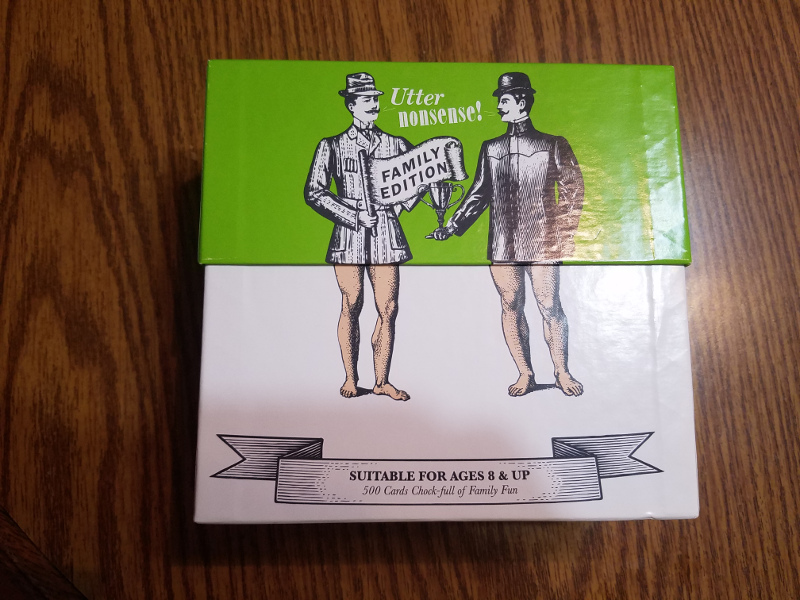 Utter
nonsense!
FAMILY
EDITION
SUITABLE FOR AGES 8 & UP
500 Cards Chock-full of Family Fun